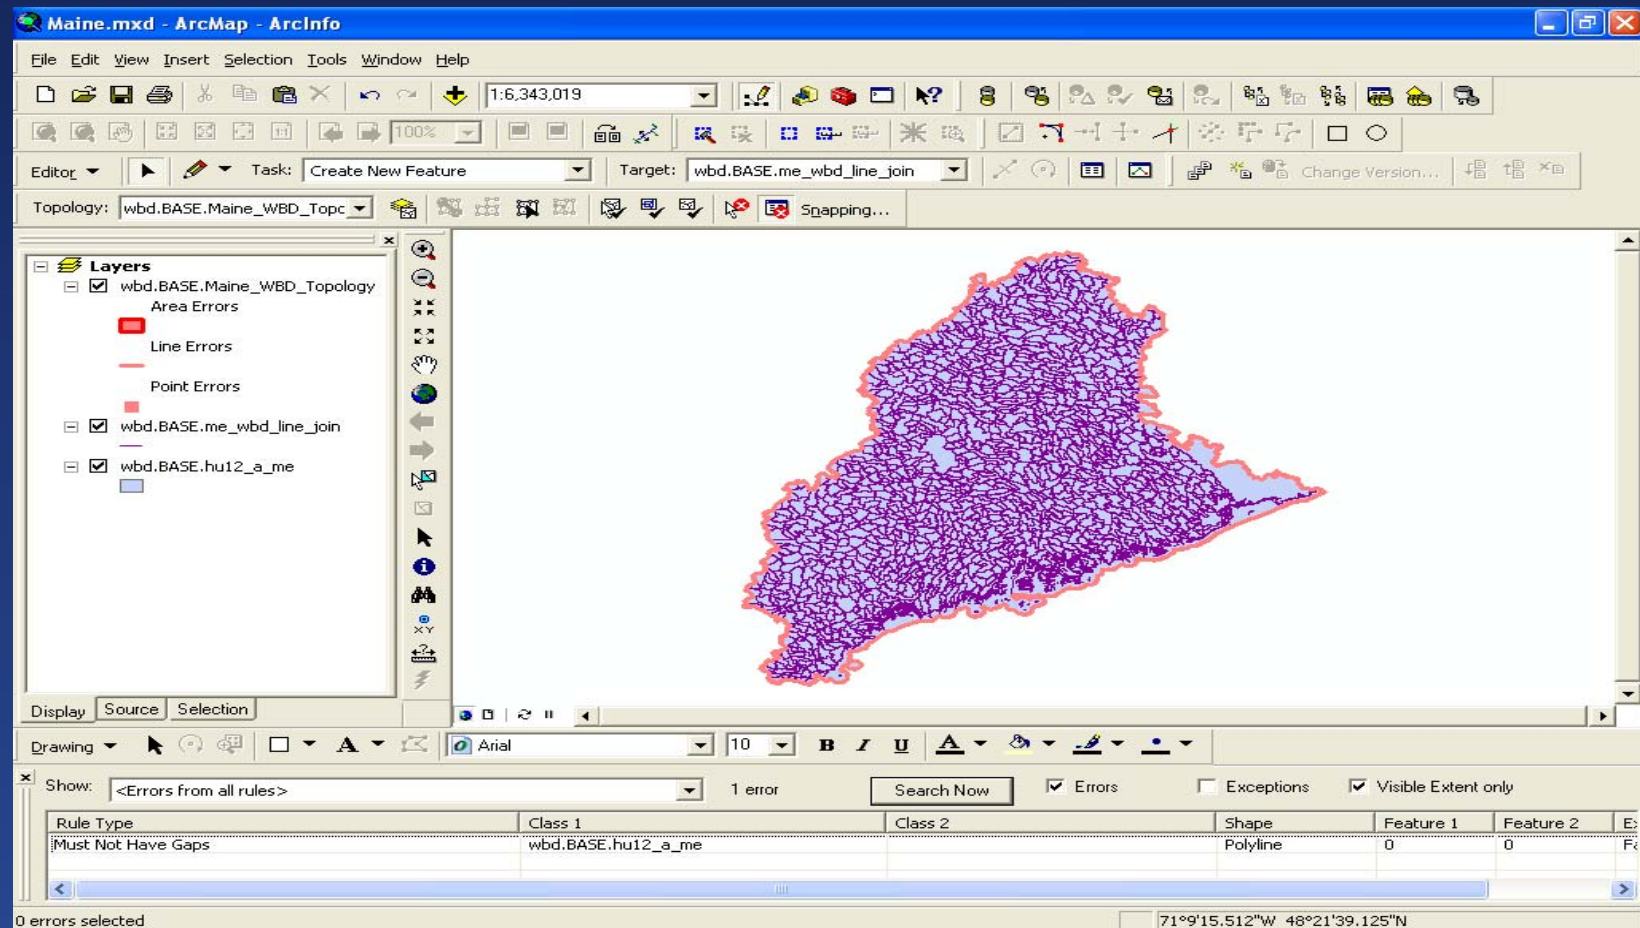 Maine.mxd - ArcMap - ArcInfo
File Edit View Insert Selection Tools Window Help
1:6,343,019
100%
Editor Task: Create New Feature Target: wbd.BASE.me_wbd_line_join Change Version...
Topology: wbd.BASE.Maine_WBD_Topc Snapping...
Layers
wbd.BASE.Maine_WBD_Topology
Area Errors
Line Errors
Point Errors
wbd.BASE.me_wbd_line_join
wbd.BASE.hu12_a_me
XY
Display Source Selection
Drawing A Arial 10 B I U A
Show: <Errors from all rules> 1 error Search Now Errors Exceptions Visible Extent only
Rule Type Class 1 Class 2 Shape Feature 1 Feature 2
Must Not Have Gaps wbd.BASE.hu12_a_me Polyline 0 0
0 errors selected 71°9'15.512"W 48°21'39.125"N